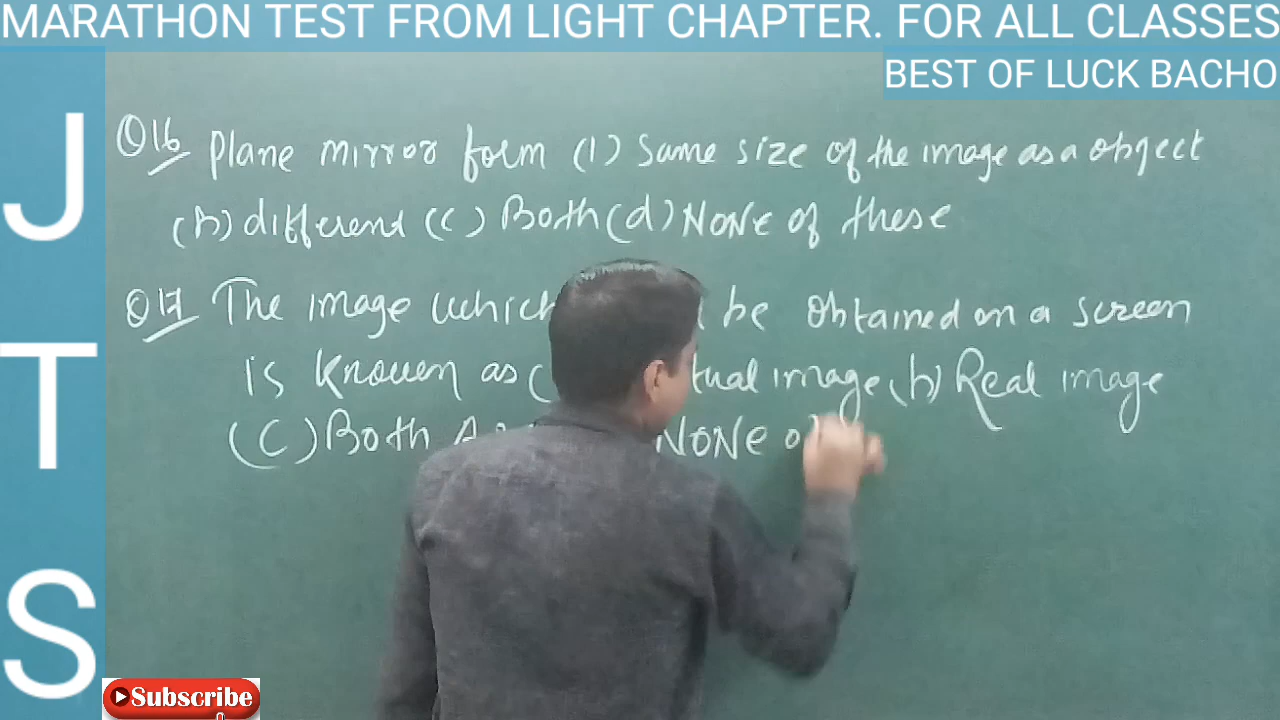 MARATHON TEST FROM LIGHT CHAPTER. FOR ALL CLASSES
BEST OF LUCK BACHO
J
T
S
Q16 Plane mirror form (1) Same size of the image as a object
(b) different (c) Both (d) NONE of these
Q17 The image which be obtained on a screen
is known as ( image (b) Real image
(C) Both NONE
Subscribe